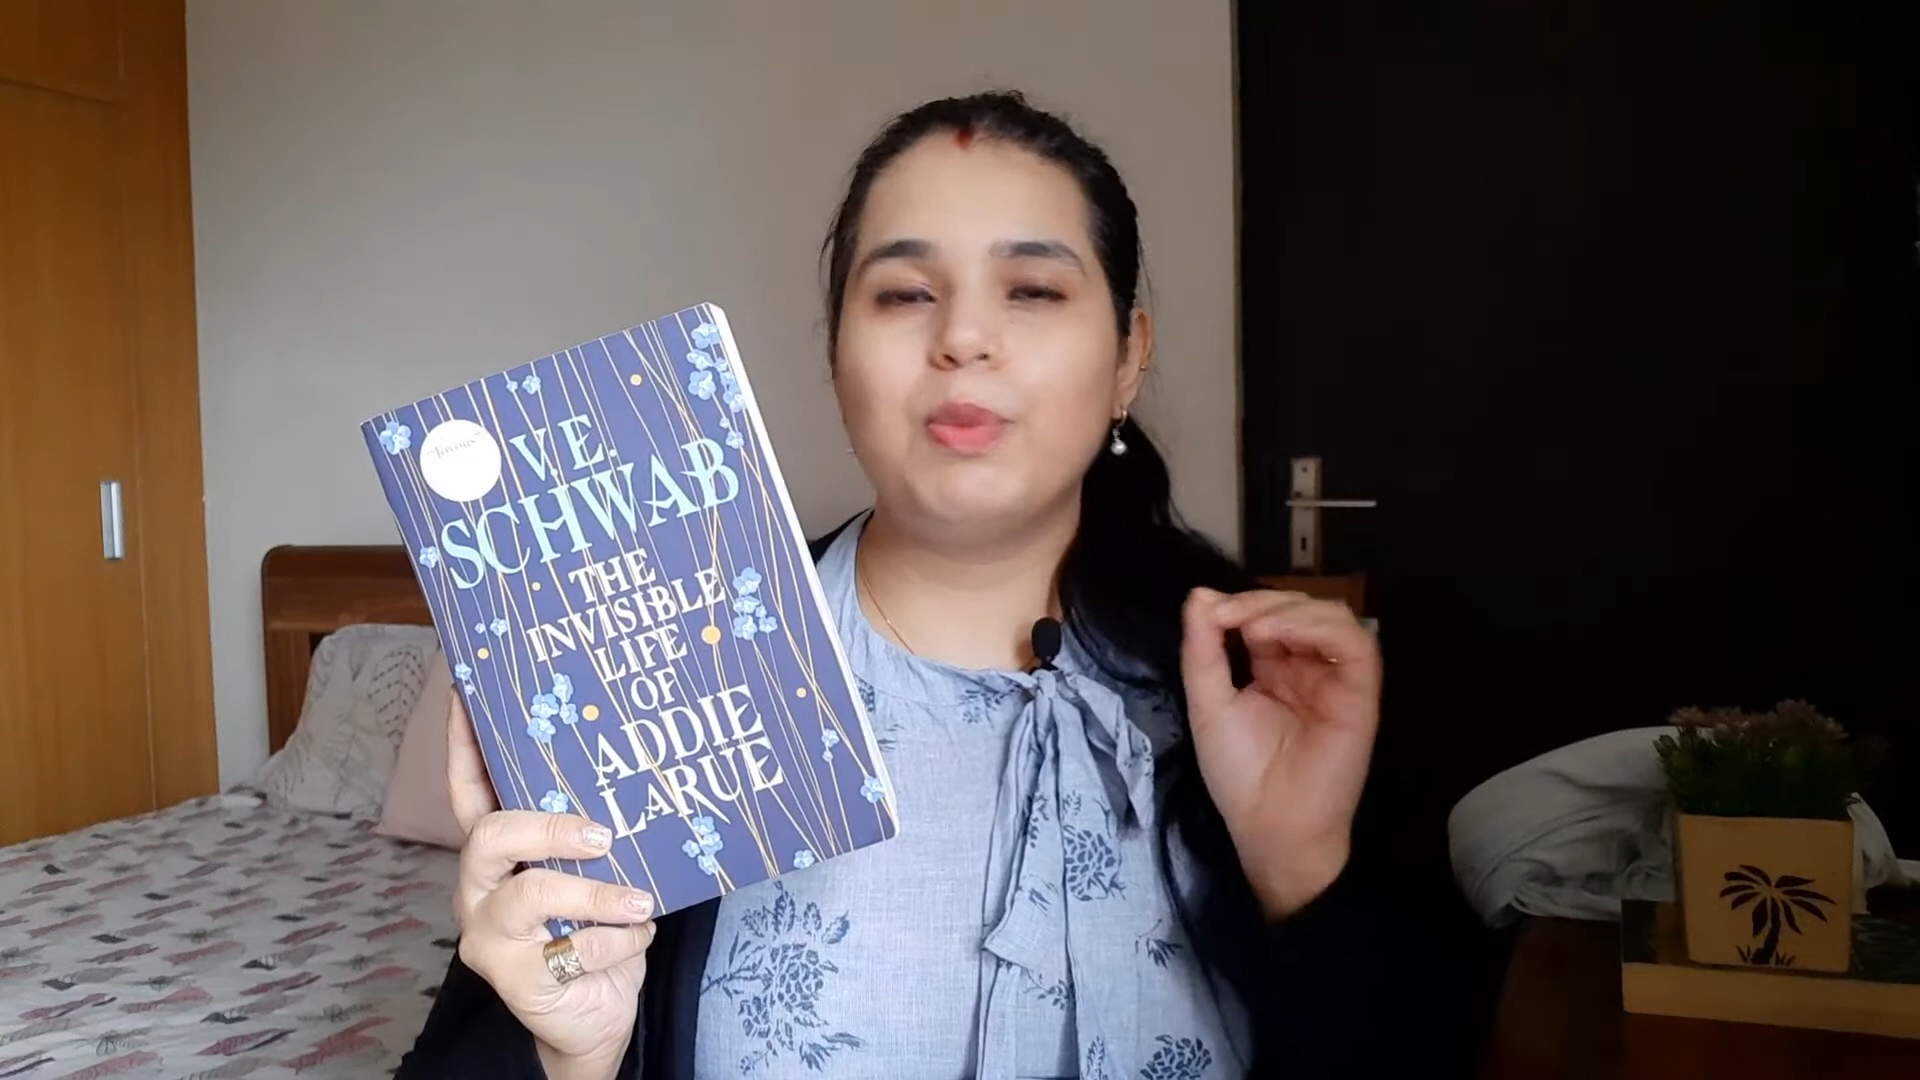 V. E.
SCHWAB
THE
INVISIBLE
LIFE
OF
ADDIE
LARUE